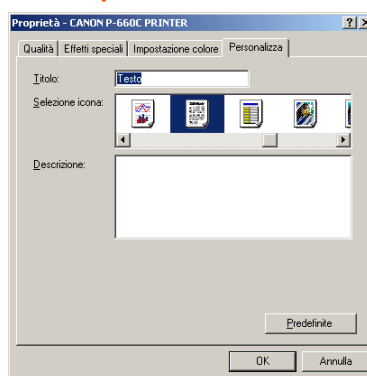 Proprietà - CANON P-660C PRINTER
Qualità Effetti speciali Impostazione colore Personalizza
Titolo: Testo
Selezione icona:
Descrizione:
Predefinite
OK Annulla